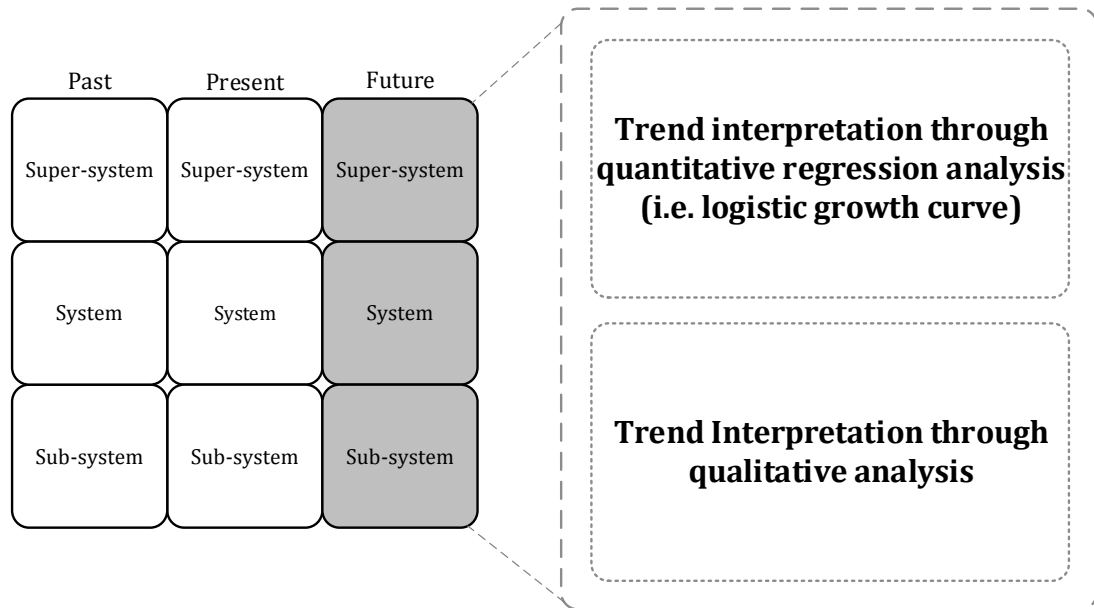 Past Present Future
Super-system Super-system Super-system
System System System
Sub-system Sub-system Sub-system
Trend interpretation through
quantitative regression analysis
(i.e. logistic growth curve)
Trend Interpretation through
qualitative analysis